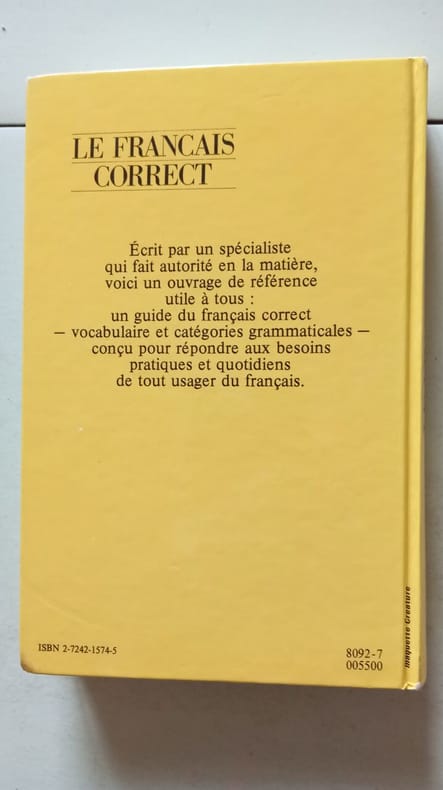 LE FRANCAIS
CORRECT
Écrit par un spécialiste
qui fait autorité en la matière,
voici un ouvrage de référence
utile à tous :
un guide du français correct
— vocabulaire et catégories grammaticales —
conçu pour répondre aux besoins
pratiques et quotidiens
de tout usager du français.
ISBN 2-7242-1574-5
8092-7
005500
maquette Créature